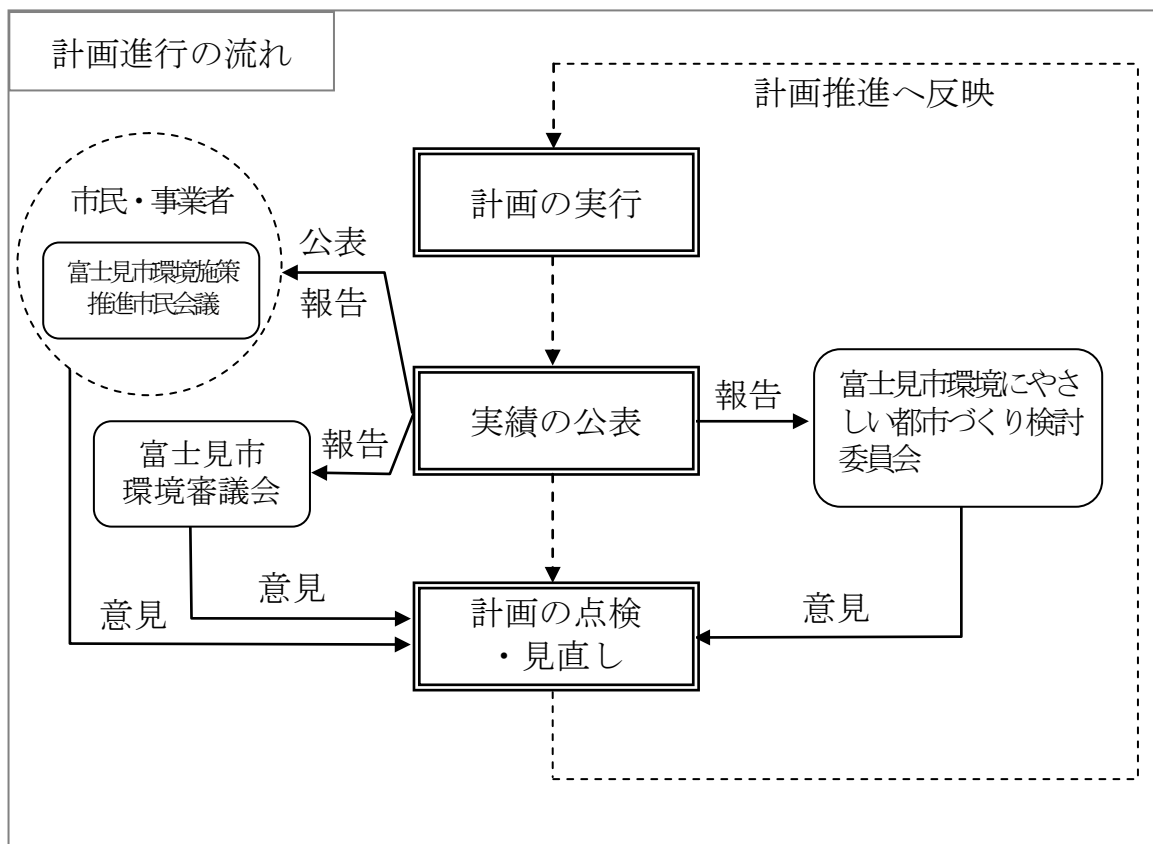 計画進行の流れ
計画推進へ反映
市民・事業者
富士見市環境施策
推進市民会議
公表
報告
計画の実行
実績の公表
報告
富士見市環境にやさ
しい都市づくり検討
委員会
報告
富士見市
環境審議会
意見
意見
計画の点検
・見直し
意見